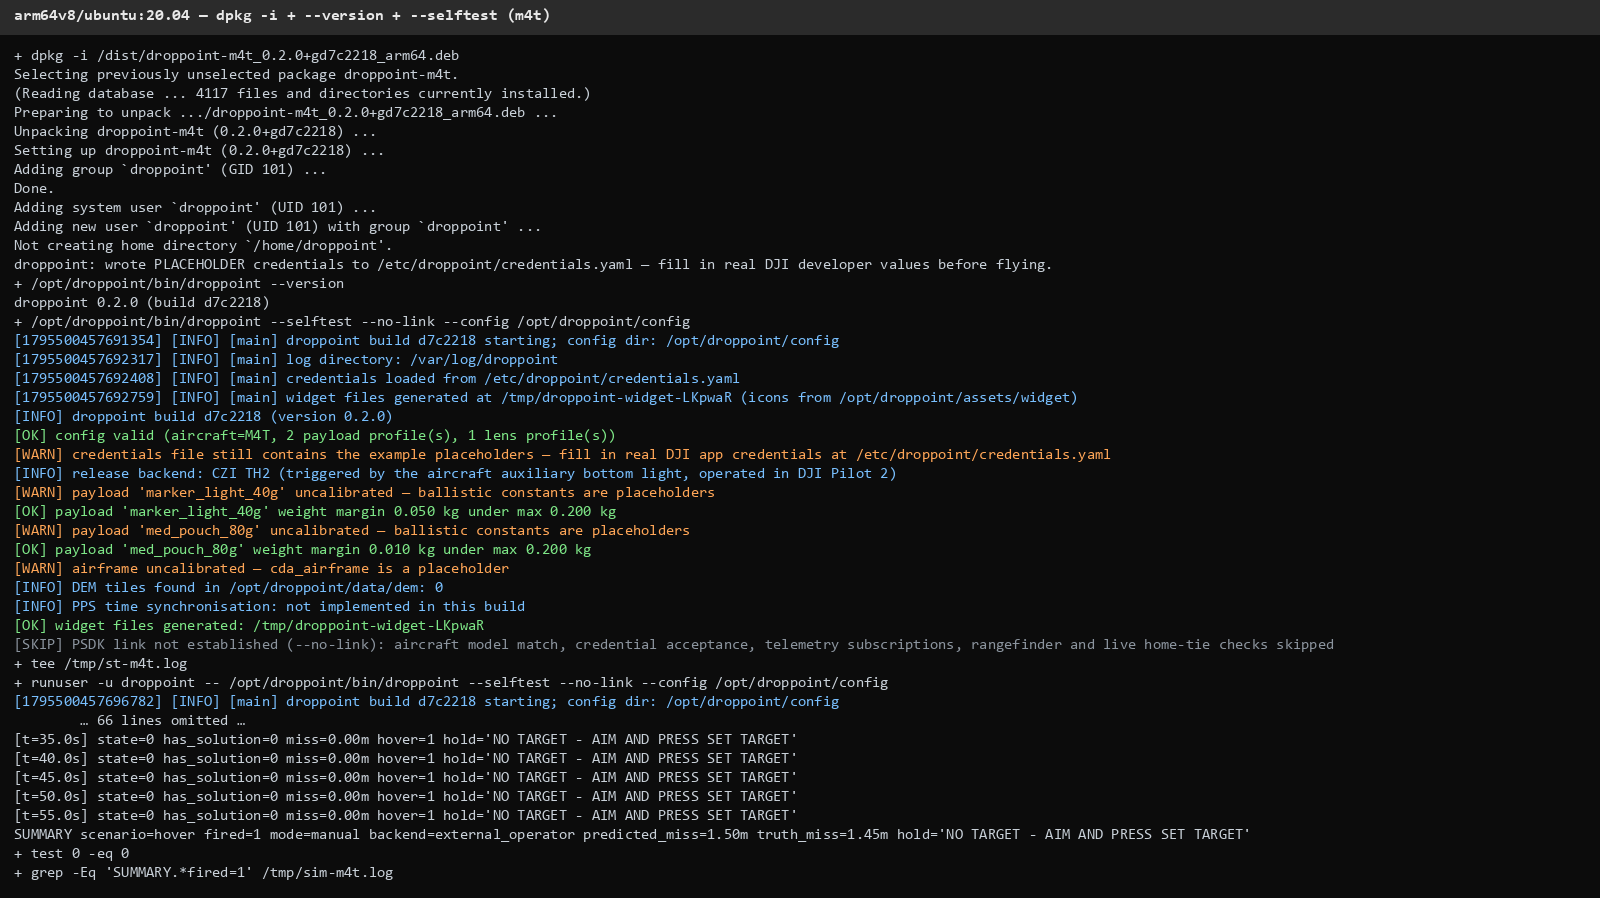 arm64v8/ubuntu:20.04 — dpkg -i + --version + --selftest (m4t)
+ dpkg -i /dist/droppoint-m4t_0.2.0+gd7c2218_arm64.deb
Selecting previously unselected package droppoint-m4t.
(Reading database ... 4117 files and directories currently installed.)
Preparing to unpack .../droppoint-m4t_0.2.0+gd7c2218_arm64.deb ...
Unpacking droppoint-m4t (0.2.0+gd7c2218) ...
Setting up droppoint-m4t (0.2.0+gd7c2218) ...
Adding group `droppoint' (GID 101) ...
Done.
Adding system user `droppoint' (UID 101) ...
Adding new user `droppoint' (UID 101) with group `droppoint' ...
Not creating home directory `/home/droppoint'.
droppoint: wrote PLACEHOLDER credentials to /etc/droppoint/credentials.yaml — fill in real DJI developer values before flying.
+ /opt/droppoint/bin/droppoint --version
droppoint 0.2.0 (build d7c2218)
+ /opt/droppoint/bin/droppoint --selftest --no-link --config /opt/droppoint/config
[1795500457691354] [INFO] [main] droppoint build d7c2218 starting; config dir: /opt/droppoint/config
[1795500457692317] [INFO] [main] log directory: /var/log/droppoint
[1795500457692408] [INFO] [main] credentials loaded from /etc/droppoint/credentials.yaml
[1795500457692759] [INFO] [main] widget files generated at /tmp/droppoint-widget-LKpwaR (icons from /opt/droppoint/assets/widget)
[INFO] droppoint build d7c2218 (version 0.2.0)
[OK] config valid (aircraft=M4T, 2 payload profile(s), 1 lens profile(s))
[WARN] credentials file still contains the example placeholders — fill in real DJI app credentials at /etc/droppoint/credentials.yaml
[INFO] release backend: CZI TH2 (triggered by the aircraft auxiliary bottom light, operated in DJI Pilot 2)
[WARN] payload 'marker_light_40g' uncalibrated — ballistic constants are placeholders
[OK] payload 'marker_light_40g' weight margin 0.050 kg under max 0.200 kg
[WARN] payload 'med_pouch_80g' uncalibrated — ballistic constants are placeholders
[OK] payload 'med_pouch_80g' weight margin 0.010 kg under max 0.200 kg
[WARN] airframe uncalibrated — cda_airframe is a placeholder
[INFO] DEM tiles found in /opt/droppoint/data/dem: 0
[INFO] PPS time synchronisation: not implemented in this build
[OK] widget files generated: /tmp/droppoint-widget-LKpwaR
[SKIP] PSDK link not established (--no-link): aircraft model match, credential acceptance, telemetry subscriptions, rangefinder and live home-tie checks skipped
+ tee /tmp/st-m4t.log
+ runuser -u droppoint -- /opt/droppoint/bin/droppoint --selftest --no-link --config /opt/droppoint/config
[1795500457696782] [INFO] [main] droppoint build d7c2218 starting; config dir: /opt/droppoint/config
… 66 lines omitted …
[t=35.0s] state=0 has_solution=0 miss=0.00m hover=1 hold='NO TARGET - AIM AND PRESS SET TARGET'
[t=40.0s] state=0 has_solution=0 miss=0.00m hover=1 hold='NO TARGET - AIM AND PRESS SET TARGET'
[t=45.0s] state=0 has_solution=0 miss=0.00m hover=1 hold='NO TARGET - AIM AND PRESS SET TARGET'
[t=50.0s] state=0 has_solution=0 miss=0.00m hover=1 hold='NO TARGET - AIM AND PRESS SET TARGET'
[t=55.0s] state=0 has_solution=0 miss=0.00m hover=1 hold='NO TARGET - AIM AND PRESS SET TARGET'
SUMMARY scenario=hover fired=1 mode=manual backend=external_operator predicted_miss=1.50m truth_miss=1.45m hold='NO TARGET - AIM AND PRESS SET TARGET'
+ test 0 -eq 0
+ grep -Eq 'SUMMARY.*fired=1' /tmp/sim-m4t.log